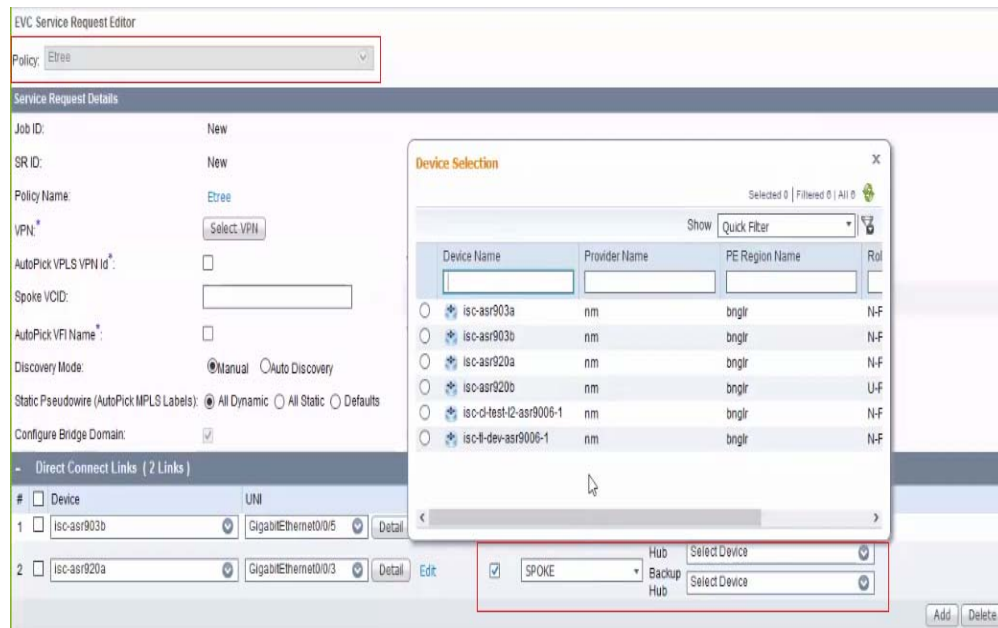 EVC Service Request Editor
Policy: Etree
Service Request Details
Job ID: New
SR ID: New
Policy Name: Etree
VPN*: Select VPN
AutoPick VPLS VPN Id*:
Spoke VCID:
AutoPick VFI Name*:
Discovery Mode: Manual Auto Discovery
Static Pseudowire (AutoPick MPLS Labels): All Dynamic All Static Defaults
Configure Bridge Domain:
Device Selection x
Selected 0 | Filtered 6 | All 6
Show Quick Filter
Device Name Provider Name PE Region Name Rol
isc-asr903a nm bnglr N-P
isc-asr903b nm bnglr N-P
isc-asr920a nm bnglr N-P
isc-asr920b nm bnglr U-P
isc-cl-test-l2-asr9006-1 nm bnglr N-P
isc-tl-dev-asr9006-1 nm bnglr N-P
- Direct Connect Links ( 2 Links )
# Device UNI
1 isc-asr903b GigabitEthernet0/0/5 Detail
2 isc-asr920a GigabitEthernet0/0/3 Detail Edit SPOKE
Hub Select Device
Backup Hub Select Device
Add Delete